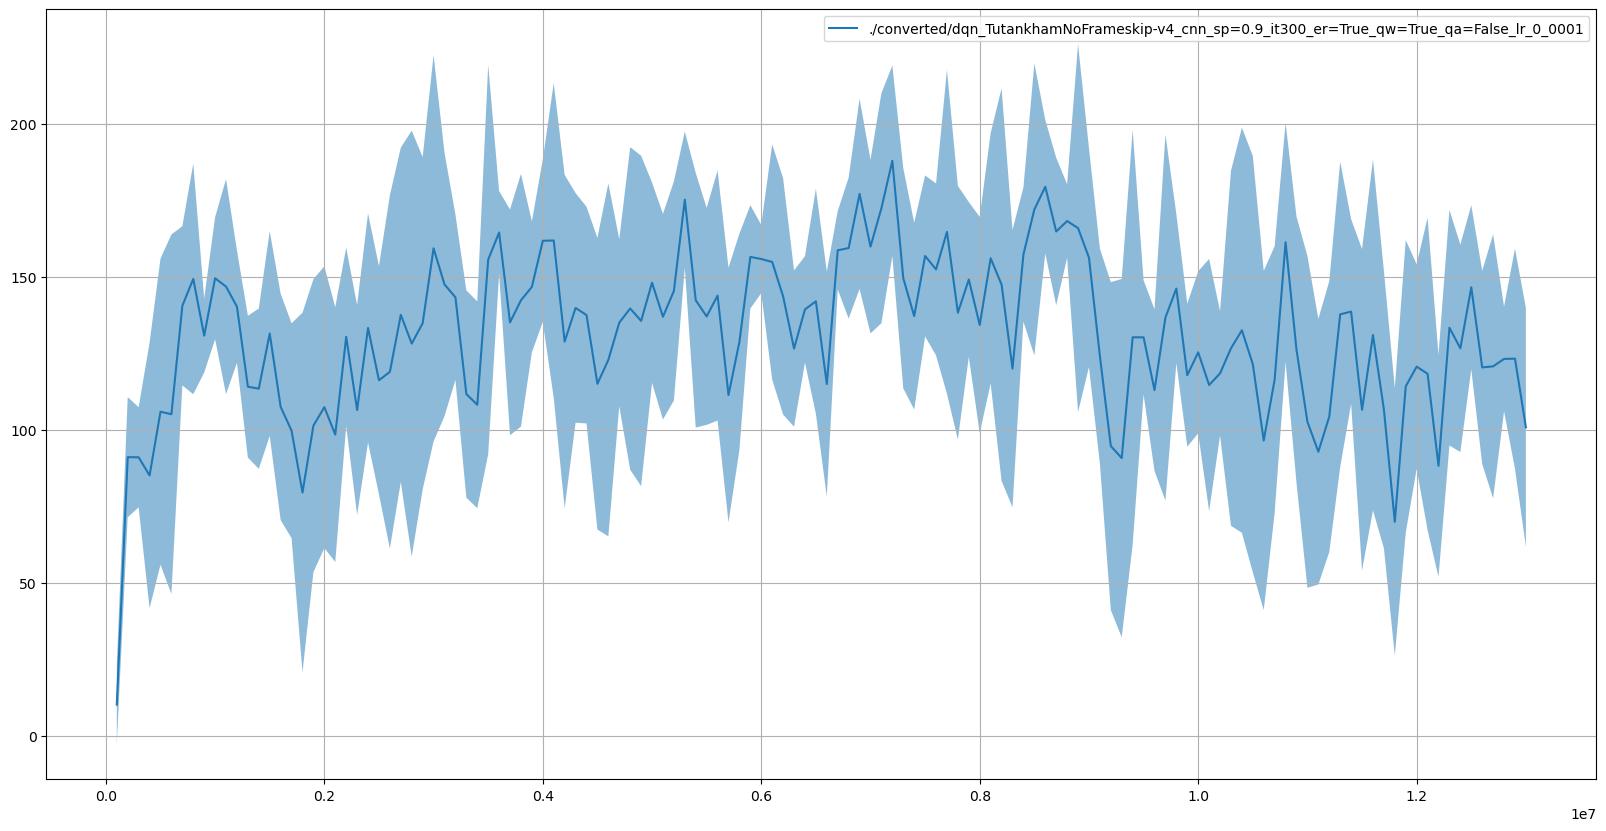 ./converted/dqn_TutankhamNoFrameskip-v4_cnn_sp=0.9_it300_er=True_qw=True_qa=False_lr_0_0001
200
150
100
50
0
0.0 0.2 0.4 0.6 0.8 1.0 1.2
1e7